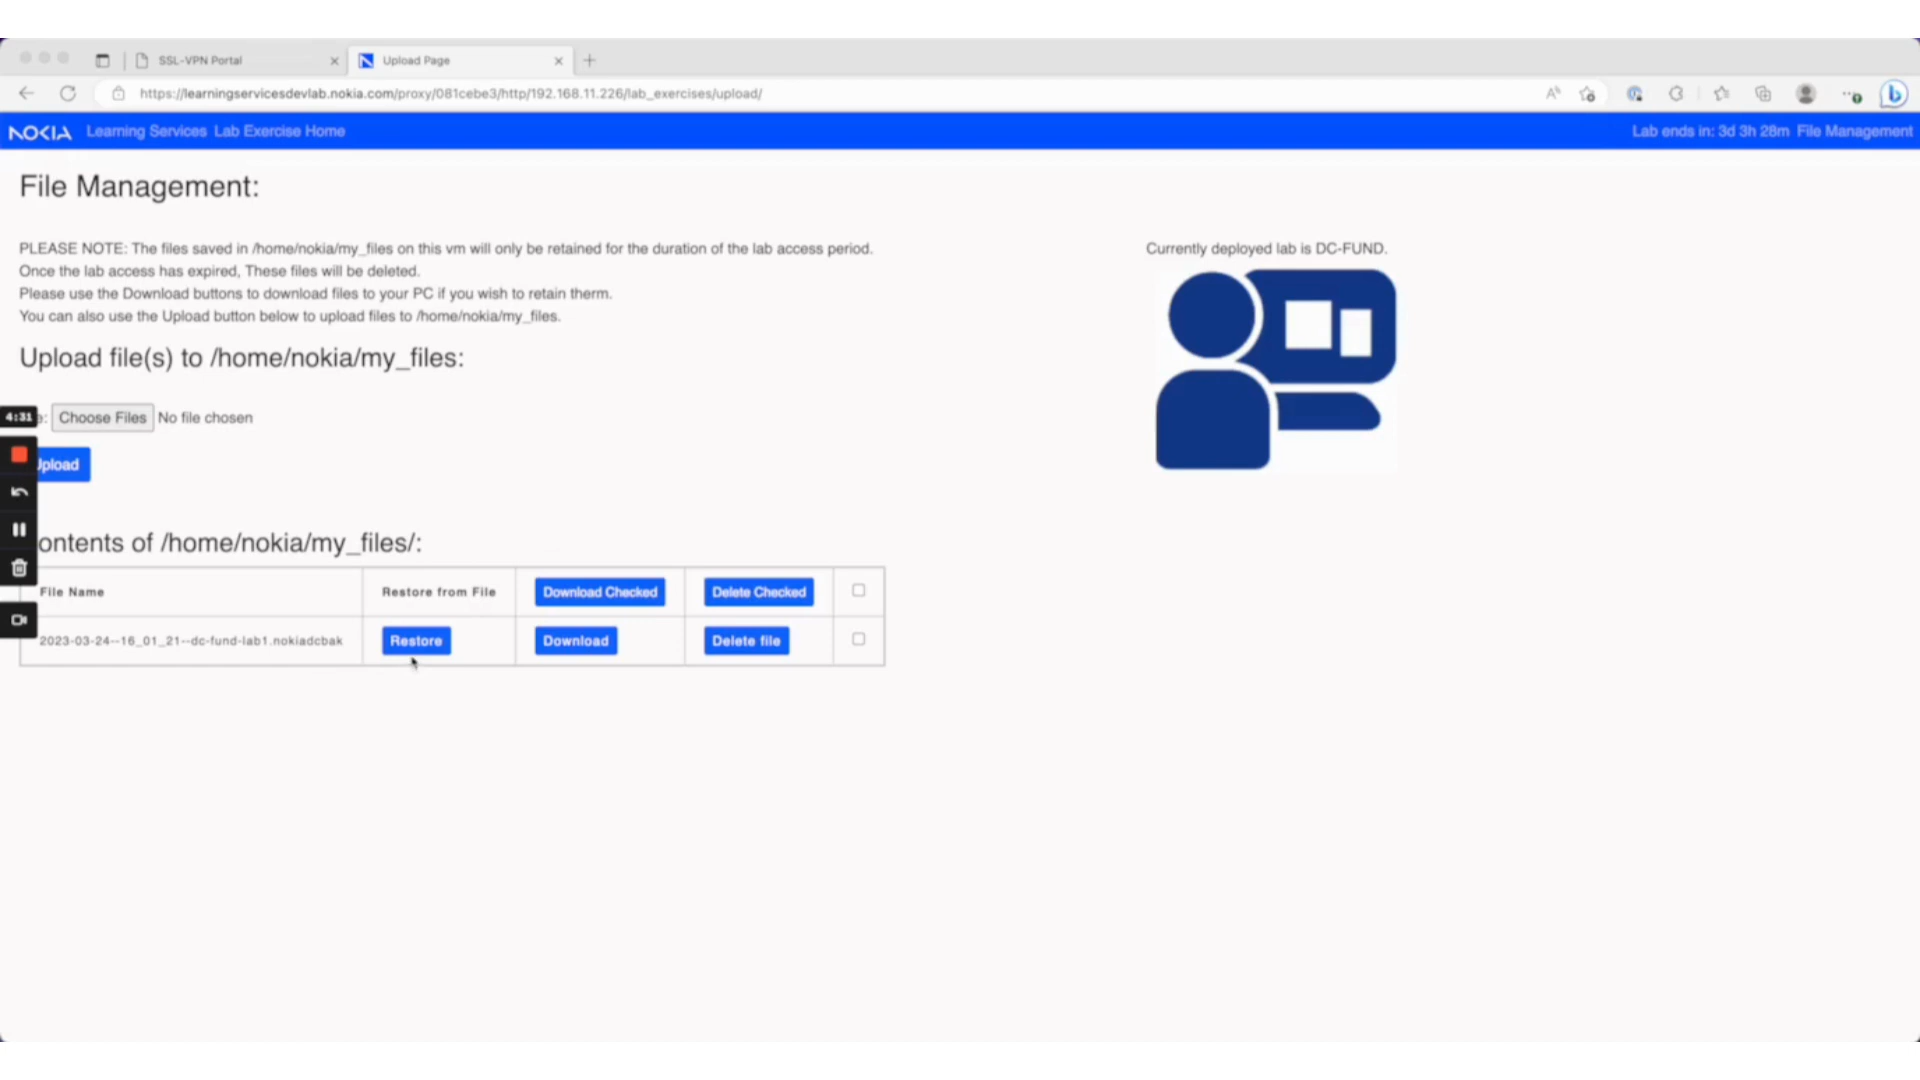 SSL-VPN Portal
Upload Page
https://learningservicesdevlab.nokia.com/proxy/081cebe3/http/192.168.11.226/lab_exercises/upload/
NOKIA Learning Services Lab Exercise Home
Lab ends in: 3d 3h 28m File Management
File Management:
PLEASE NOTE: The files saved in /home/nokia/my_files on this vm will only be retained for the duration of the lab access period.
Once the lab access has expired, These files will be deleted.
Please use the Download buttons to download files to your PC if you wish to retain therm.
You can also use the Upload button below to upload files to /home/nokia/my_files.
Currently deployed lab is DC-FUND.
Upload file(s) to /home/nokia/my_files:
4:31
e: Choose Files No file chosen
Upload
ontents of /home/nokia/my_files/:
File Name Restore from File Download Checked Delete Checked
2023-03-24--16_01_21--dc-fund-lab1.nokiadcbak Restore Download Delete file